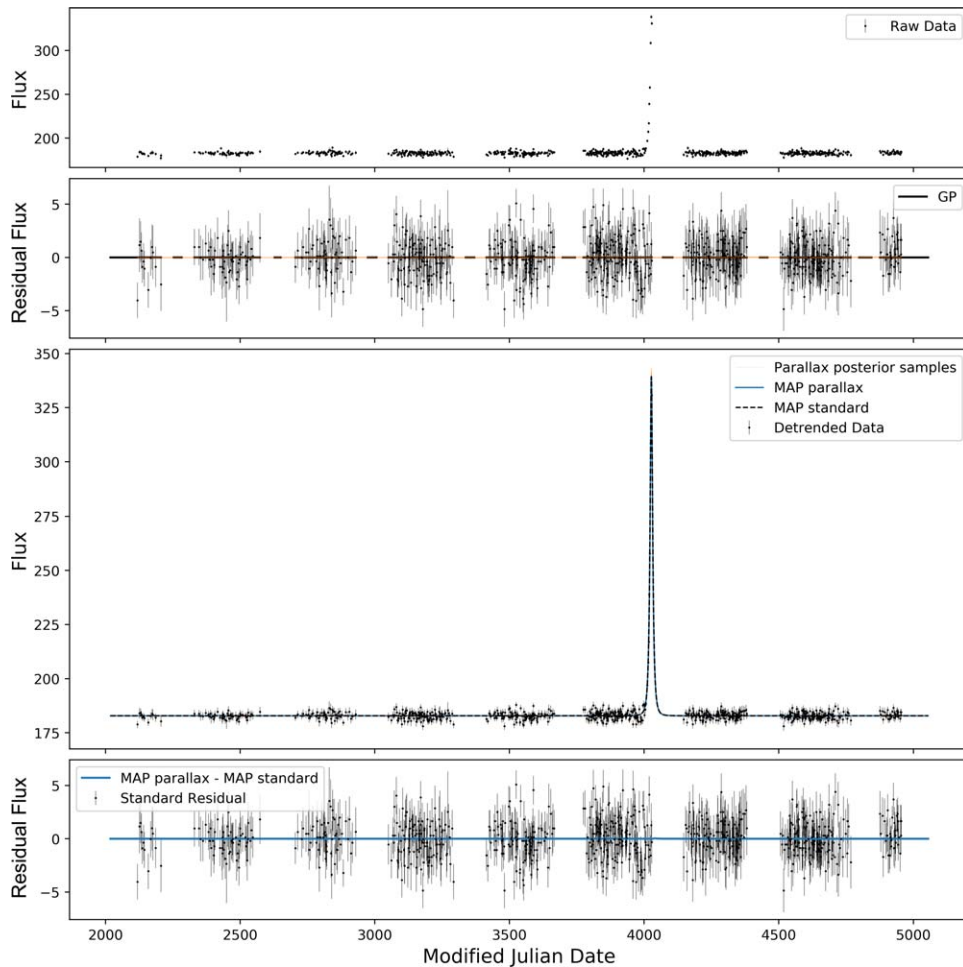 Flux
300
250
200
Raw Data
Residual Flux
5
0
−5
GP
Flux
350
325
300
275
250
225
200
175
Parallax posterior samples
MAP parallax
MAP standard
Detrended Data
Residual Flux
5
0
−5
MAP parallax - MAP standard
Standard Residual
2000 2500 3000 3500 4000 4500 5000
Modified Julian Date